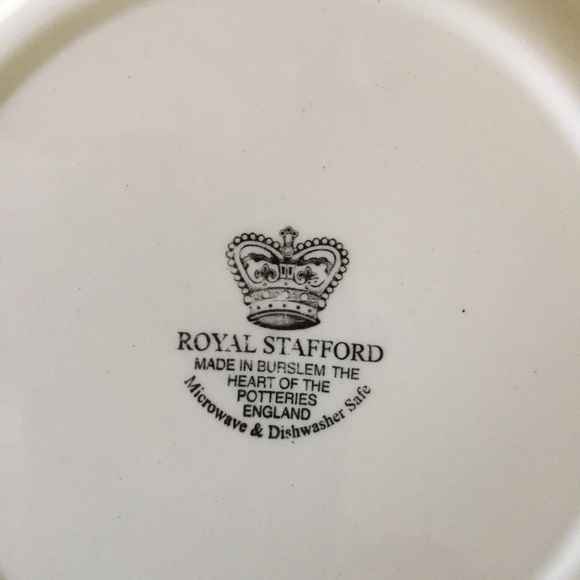 ROYAL STAFFORD
MADE IN BURSLEM THE
HEART OF THE
POTTERIES
ENGLAND
Microwave & Dishwasher Safe